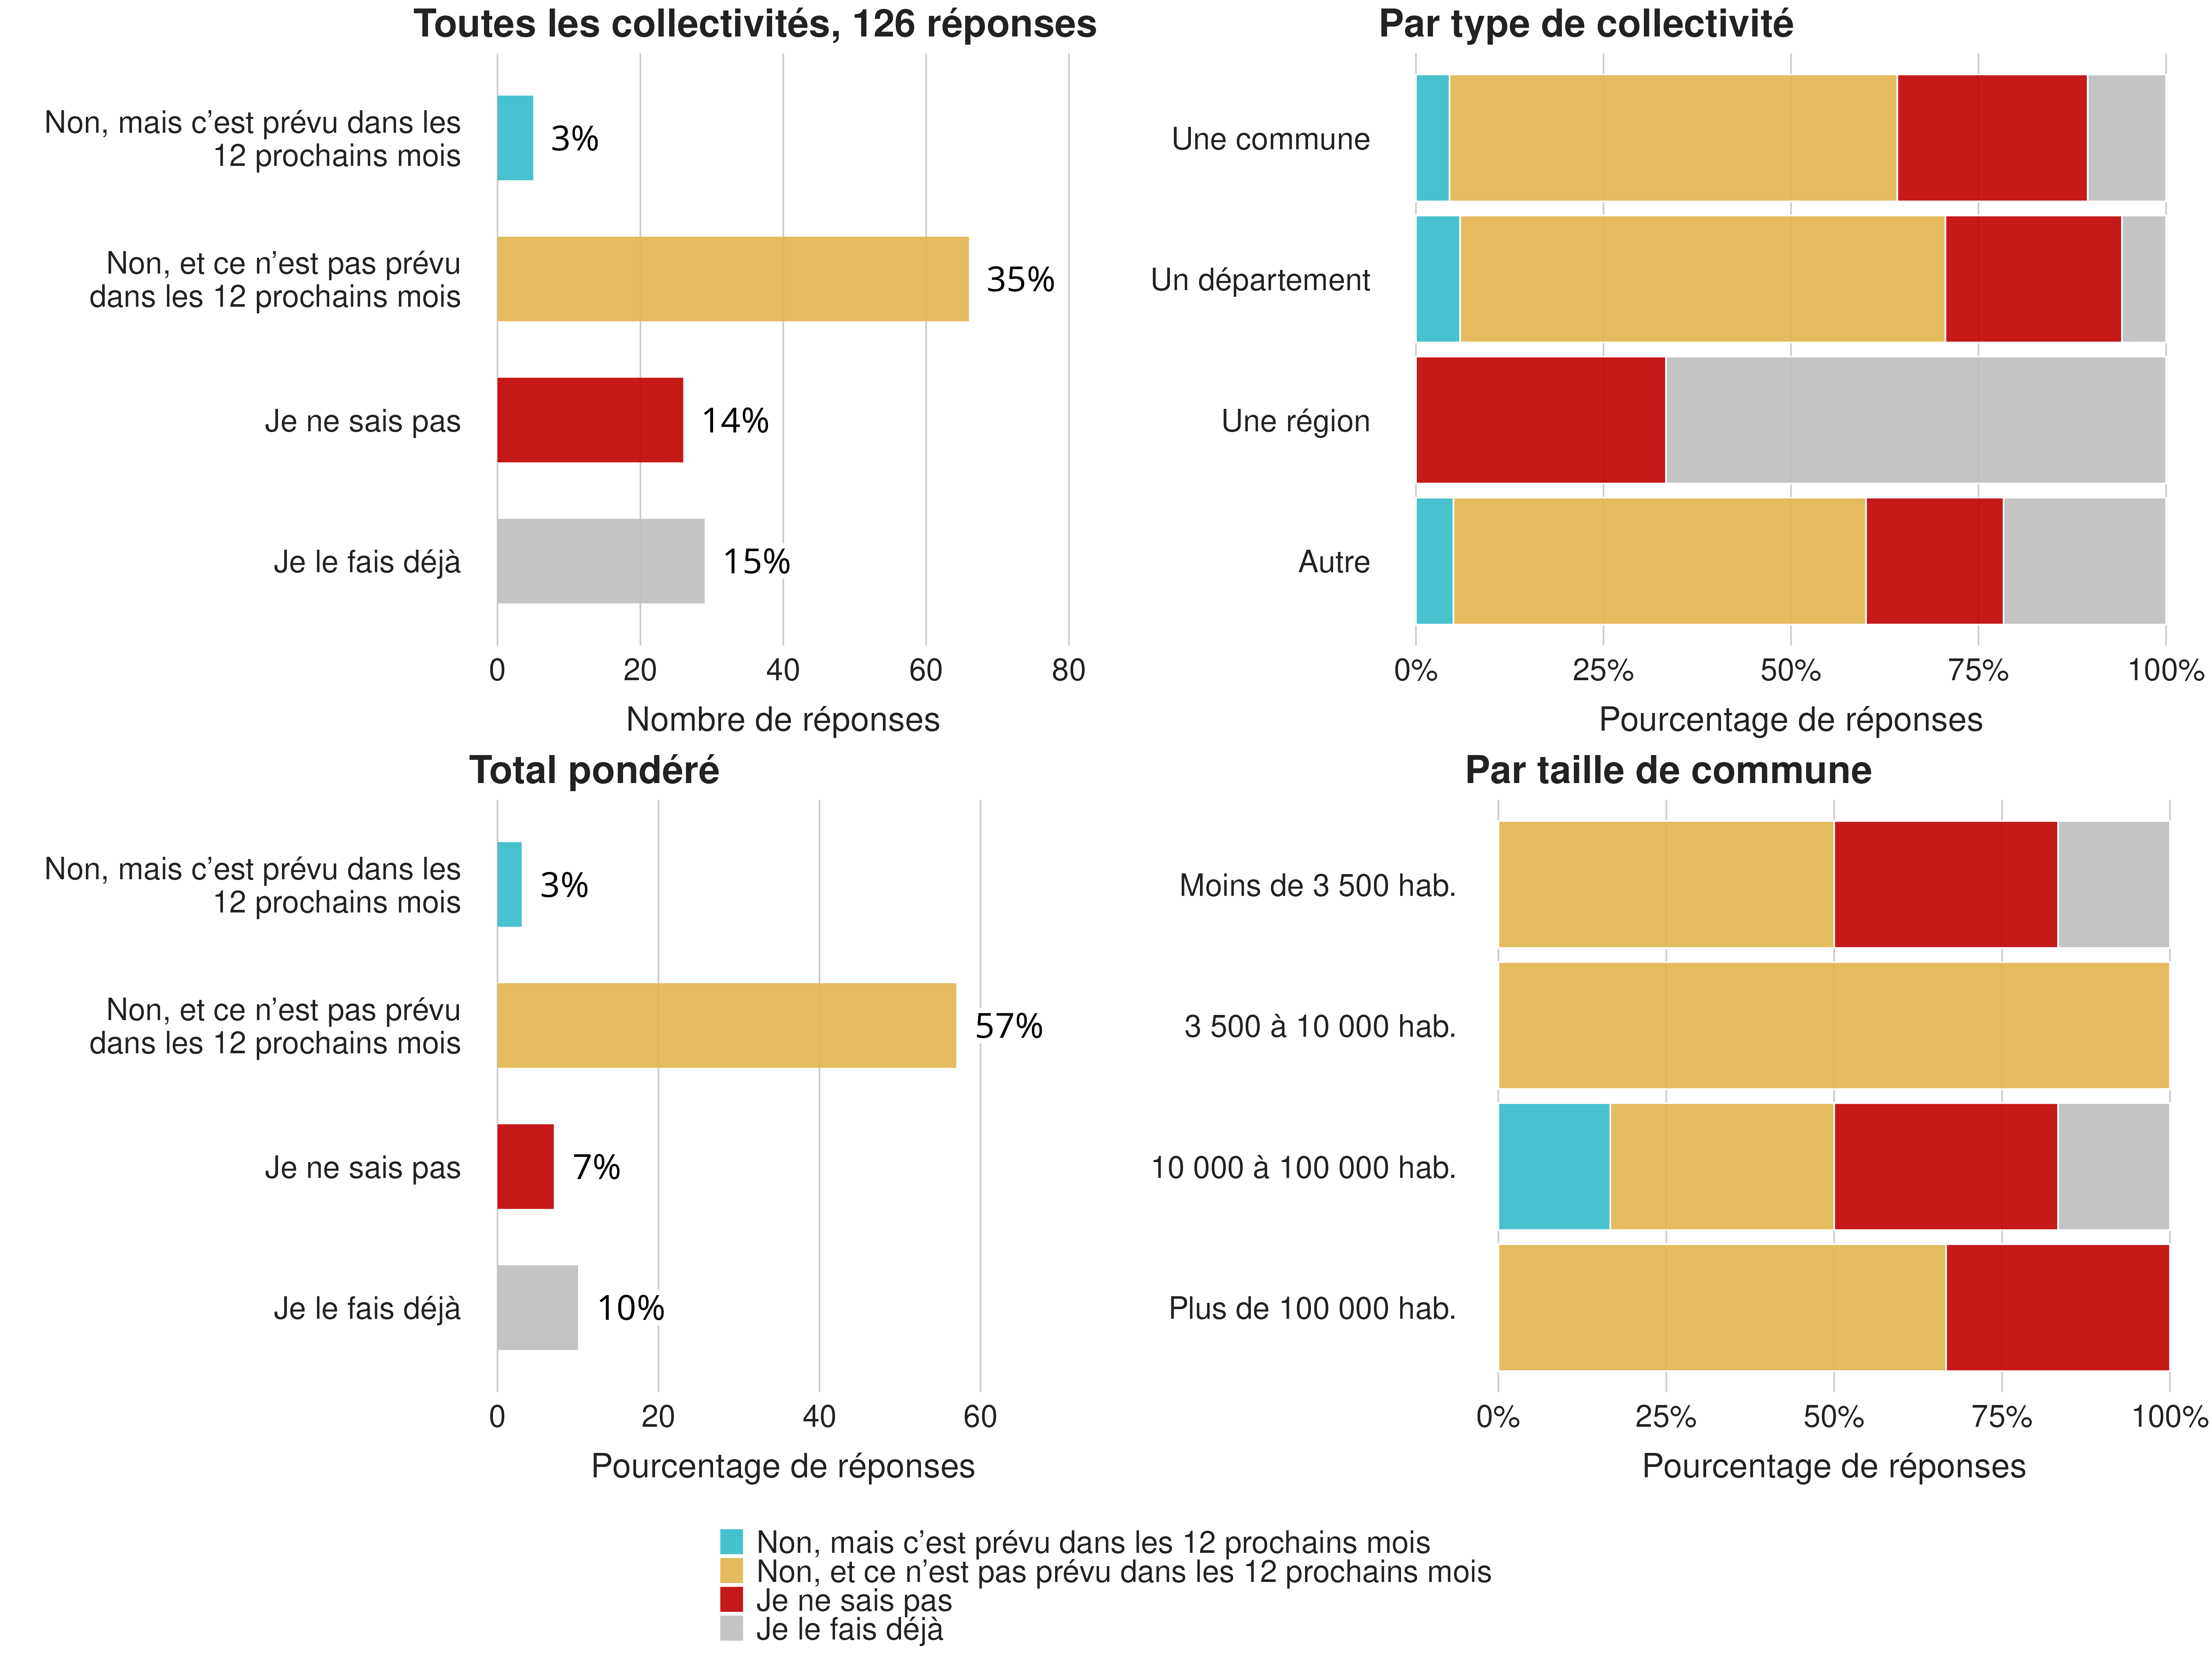 Toutes les collectivités, 126 réponses
Non, mais c’est prévu dans les
12 prochains mois
3%
Non, et ce n’est pas prévu
dans les 12 prochains mois
35%
Je ne sais pas
14%
Je le fais déjà
15%
0 20 40 60 80
Nombre de réponses
Par type de collectivité
Une commune
Un département
Une région
Autre
0% 25% 50% 75% 100%
Pourcentage de réponses
Total pondéré
Non, mais c’est prévu dans les
12 prochains mois
3%
Non, et ce n’est pas prévu
dans les 12 prochains mois
57%
Je ne sais pas
7%
Je le fais déjà
10%
0 20 40 60
Pourcentage de réponses
Par taille de commune
Moins de 3 500 hab.
3 500 à 10 000 hab.
10 000 à 100 000 hab.
Plus de 100 000 hab.
0% 25% 50% 75% 100%
Pourcentage de réponses
Non, mais c’est prévu dans les 12 prochains mois
Non, et ce n’est pas prévu dans les 12 prochains mois
Je ne sais pas
Je le fais déjà